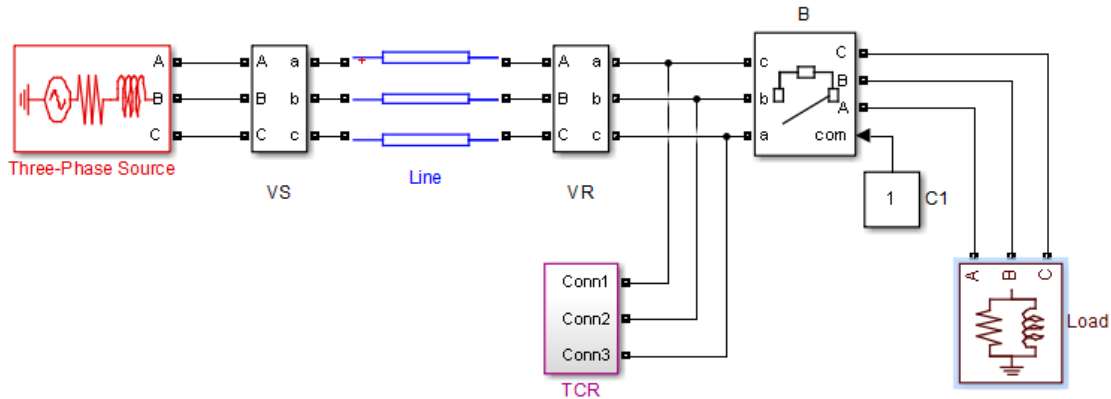 B
A
B
C
Three-Phase Source
A
B
C
a
b
c
VS
+
Line
A
B
C
a
b
c
VR
c
b
a
C
B
A
com
1
C1
Conn1
Conn2
Conn3
TCR
A
B
C
Load